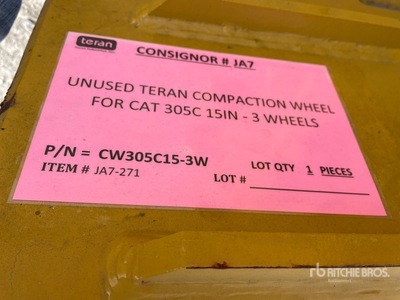 teran
CONSIGNOR # JA7
UNUSED TERAN COMPACTION WHEEL
FOR CAT 305C 15IN - 3 WHEELS
P/N = CW305C15-3W
LOT QTY 1 PIECES
ITEM # JA7-271
LOT #
rb RITCHIE BROS.